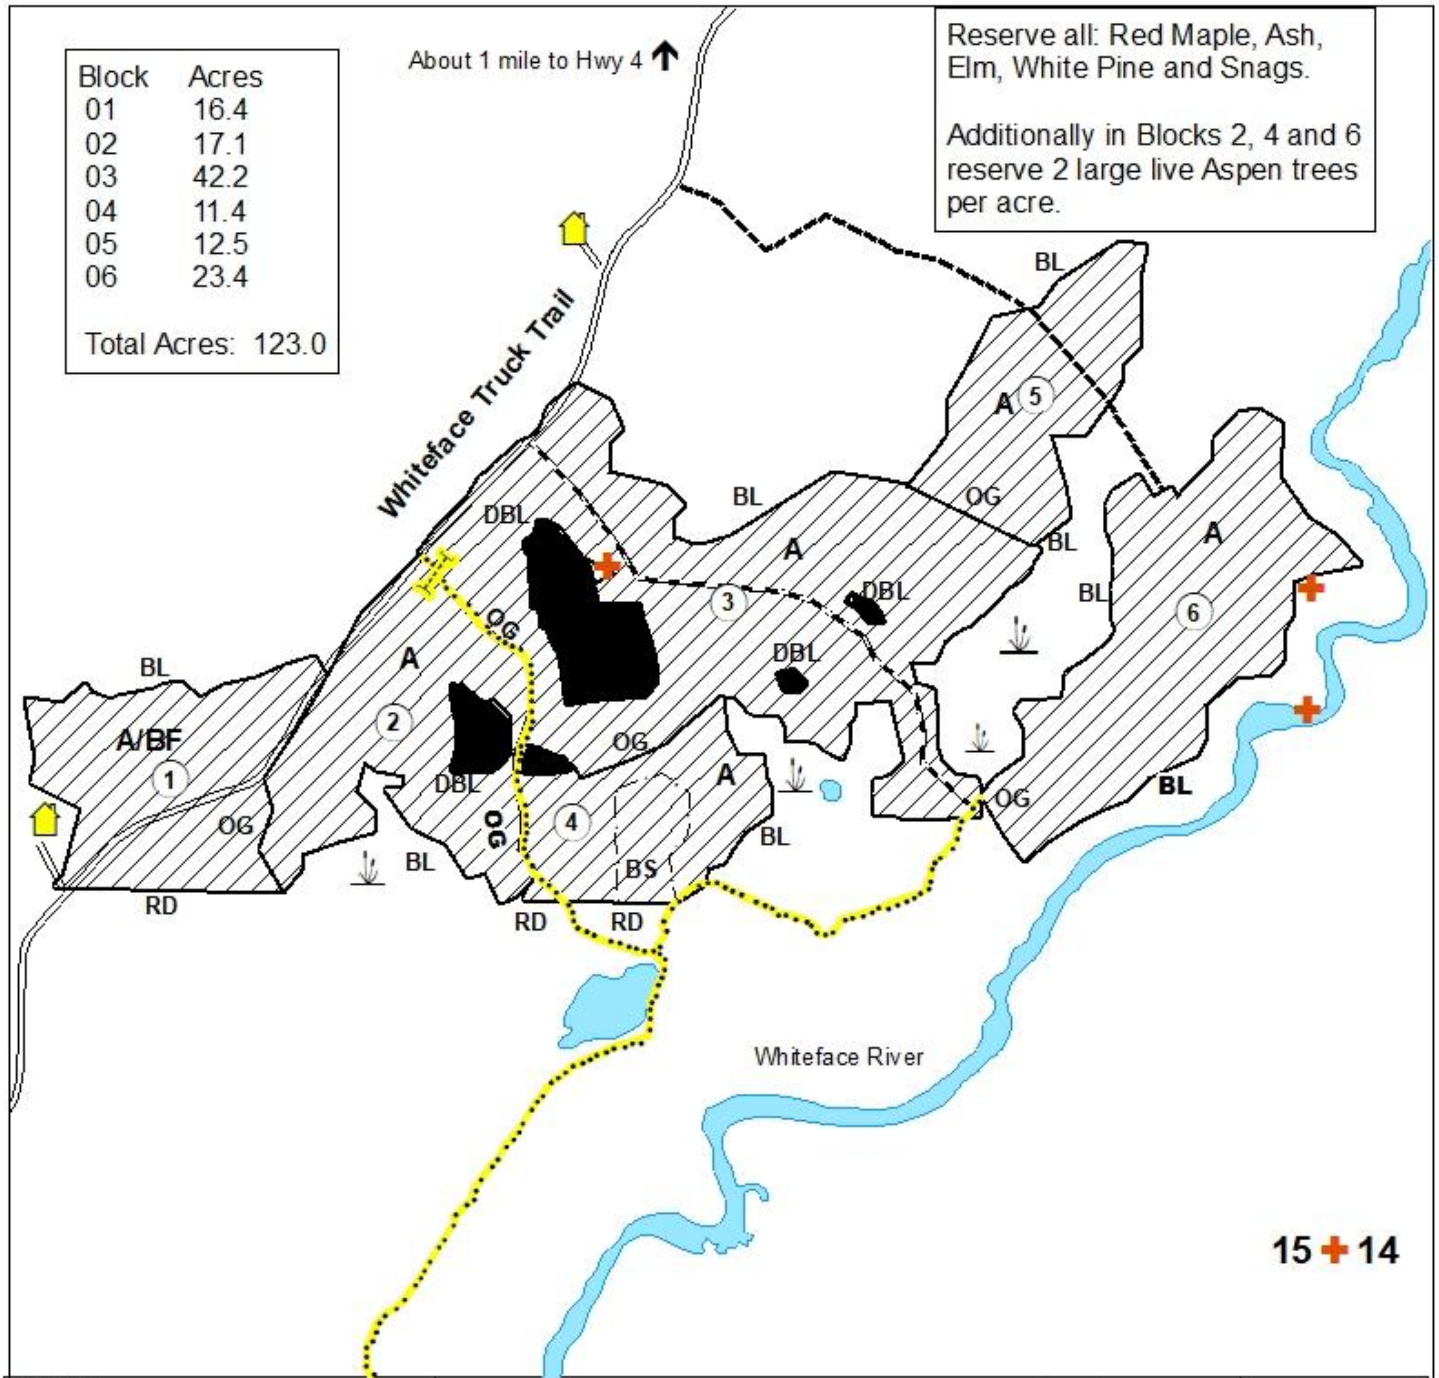 Block Acres
01 16.4
02 17.1
03 42.2
04 11.4
05 12.5
06 23.4
Total Acres: 123.0
About 1 mile to Hwy 4
Reserve all: Red Maple, Ash,
Elm, White Pine and Snags.
Additionally in Blocks 2, 4 and 6
reserve 2 large live Aspen trees
per acre.
Whiteface Truck Trail
BL
A 5
OG
BL
BL
DBL
A
A
BL
DBL
3
6
OG
A
BL
DBL
2
A/BF
1
OG
A
DBL
OG
OG
BL
OG
4
BL
BL
BS
RD
RD
RD
Whiteface River
15 14